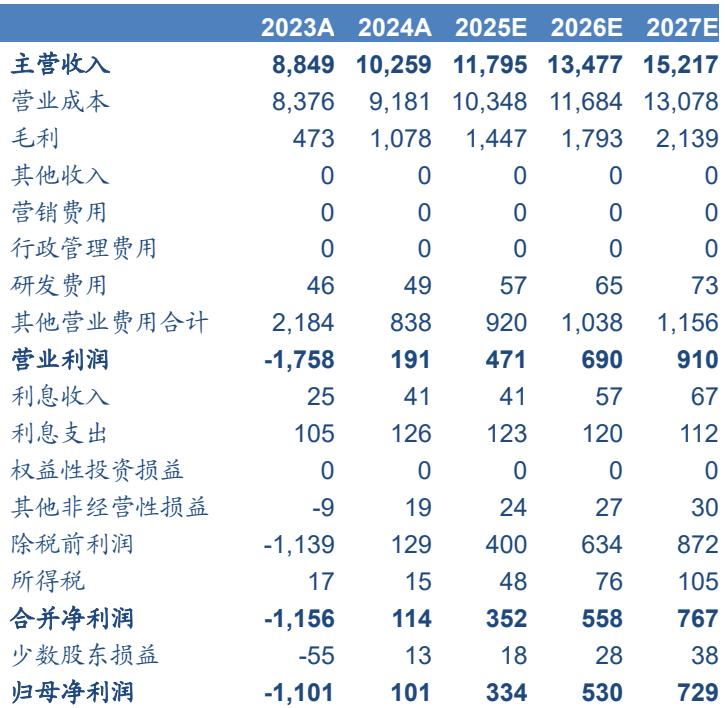 2023A 2024A 2025E 2026E 2027E
主营收入 8,849 10,259 11,795 13,477 15,217
营业成本 8,376 9,181 10,348 11,684 13,078
毛利 473 1,078 1,447 1,793 2,139
其他收入 0 0 0 0 0
营销费用 0 0 0 0 0
行政管理费用 0 0 0 0 0
研发费用 46 49 57 65 73
其他营业费用合计 2,184 838 920 1,038 1,156
营业利润 -1,758 191 471 690 910
利息收入 25 41 41 57 67
利息支出 105 126 123 120 112
权益性投资损益 0 0 0 0 0
其他非经营性损益 -9 19 24 27 30
除税前利润 -1,139 129 400 634 872
所得税 17 15 48 76 105
合并净利润 -1,156 114 352 558 767
少数股东损益 -55 13 18 28 38
归母净利润 -1,101 101 334 530 729